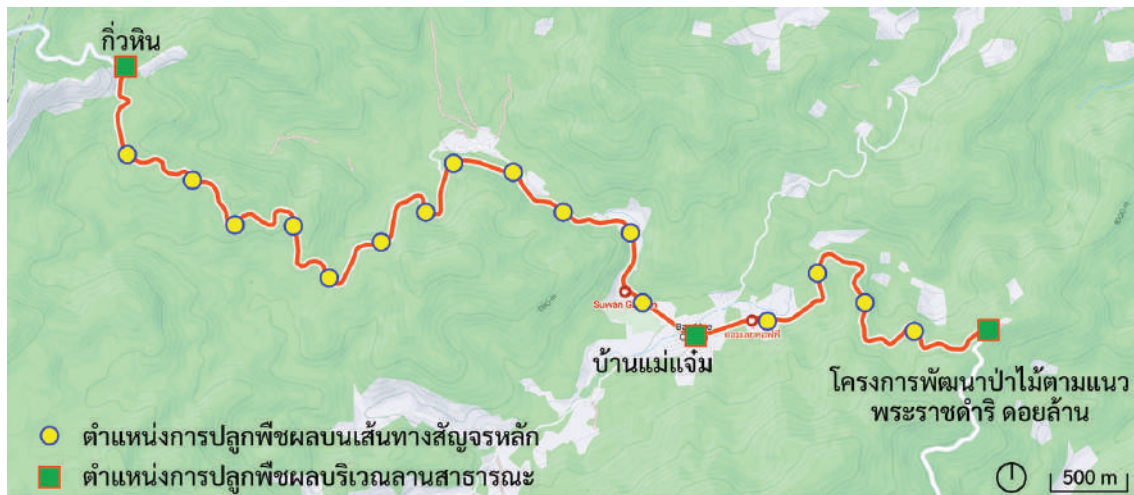 กิ่วหิน
1000 m
Suwan
บ้านแม่แจ๋ม
โครงการพัฒนาป่าไม้ตามแนว
พระราชดำริ ดอยล้าน
ตำแหน่งการปลูกพืชผลบนเส้นทางสัญจรหลัก
ตำแหน่งการปลูกพืชผลบริเวณลานสาธารณะ
500 m